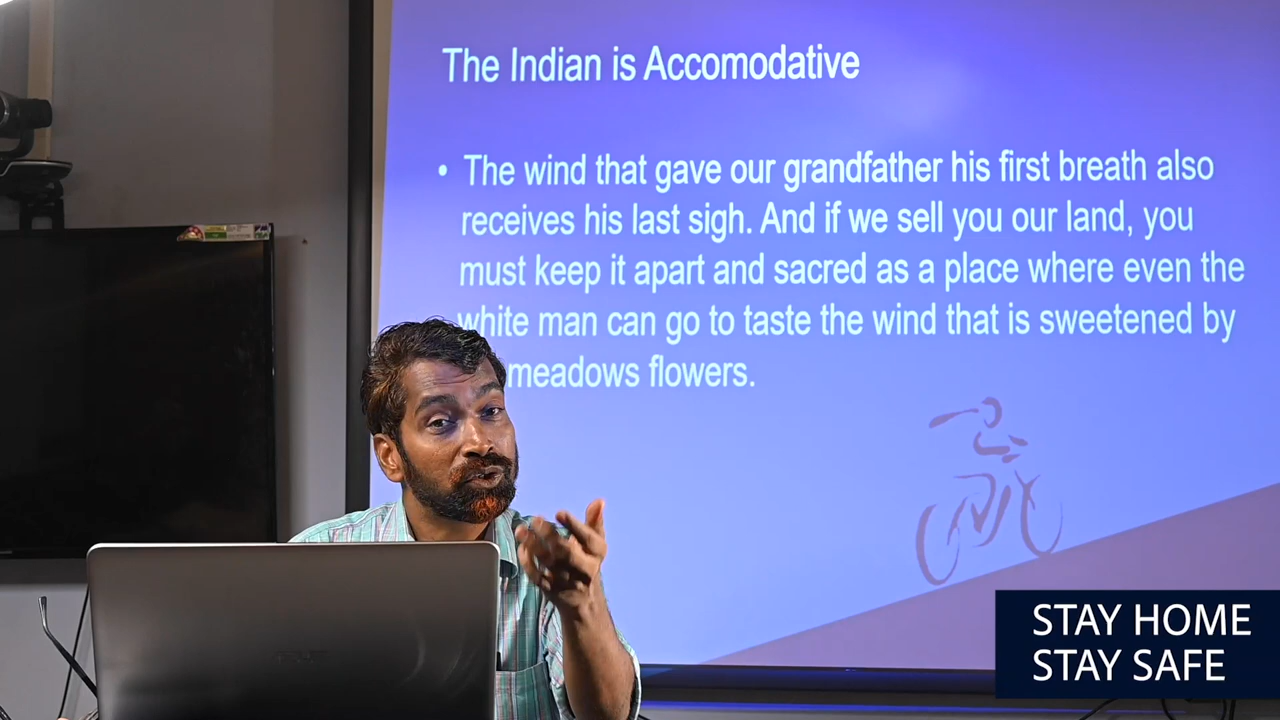 The Indian is Accomodative
• The wind that gave our grandfather his first breath also
receives his last sigh. And if we sell you our land, you
must keep it apart and sacred as a place where even the
white man can go to taste the wind that is sweetened by
meadows flowers.
STAY HOME
STAY SAFE